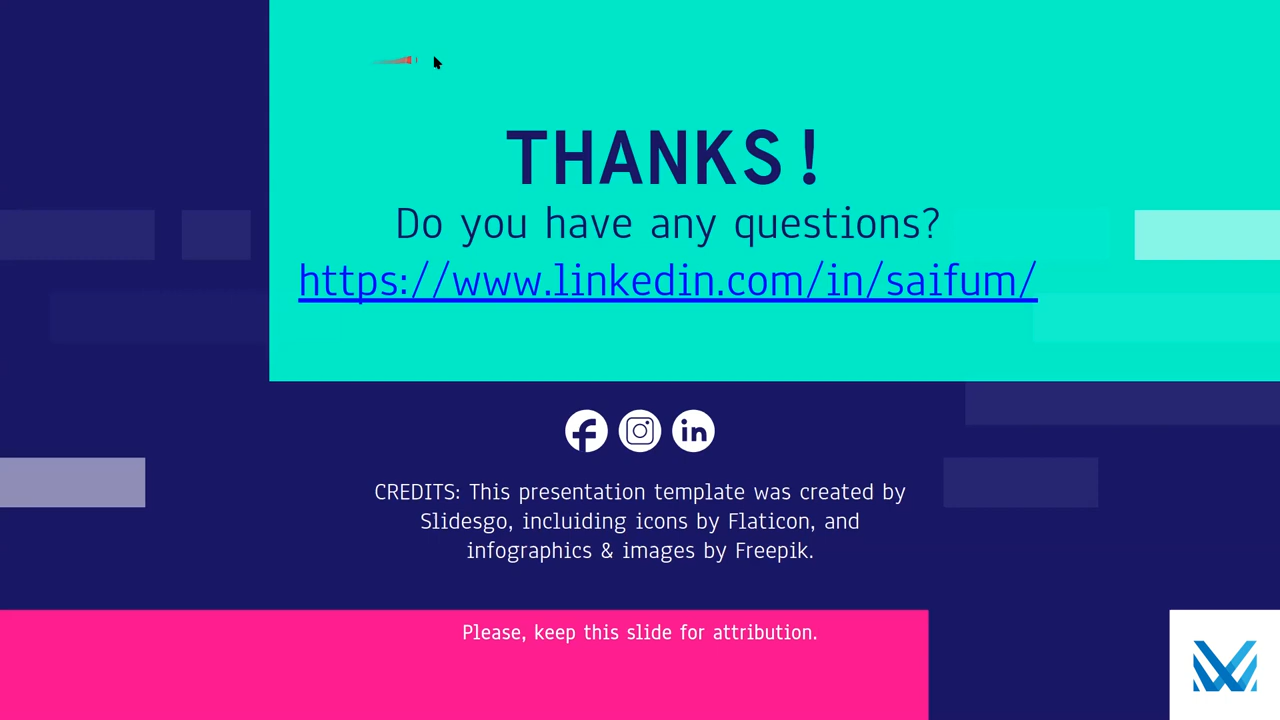 THANKS!
Do you have any questions?
https://www.linkedin.com/in/saifum/
CREDITS: This presentation template was created by
Slidesgo, incluiding icons by Flaticon, and
infographics & images by Freepik.
Please, keep this slide for attribution.